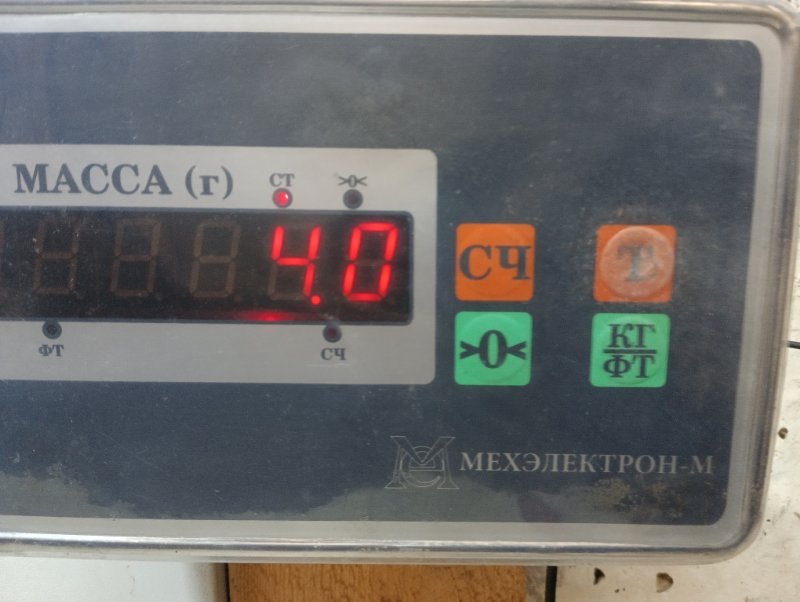 МАССА (г)
СТ
>0<
4.0
ФТ
СЧ
СЧ
Т
>0<
КГ
ФТ
МЕХЭЛЕКТРОН-М